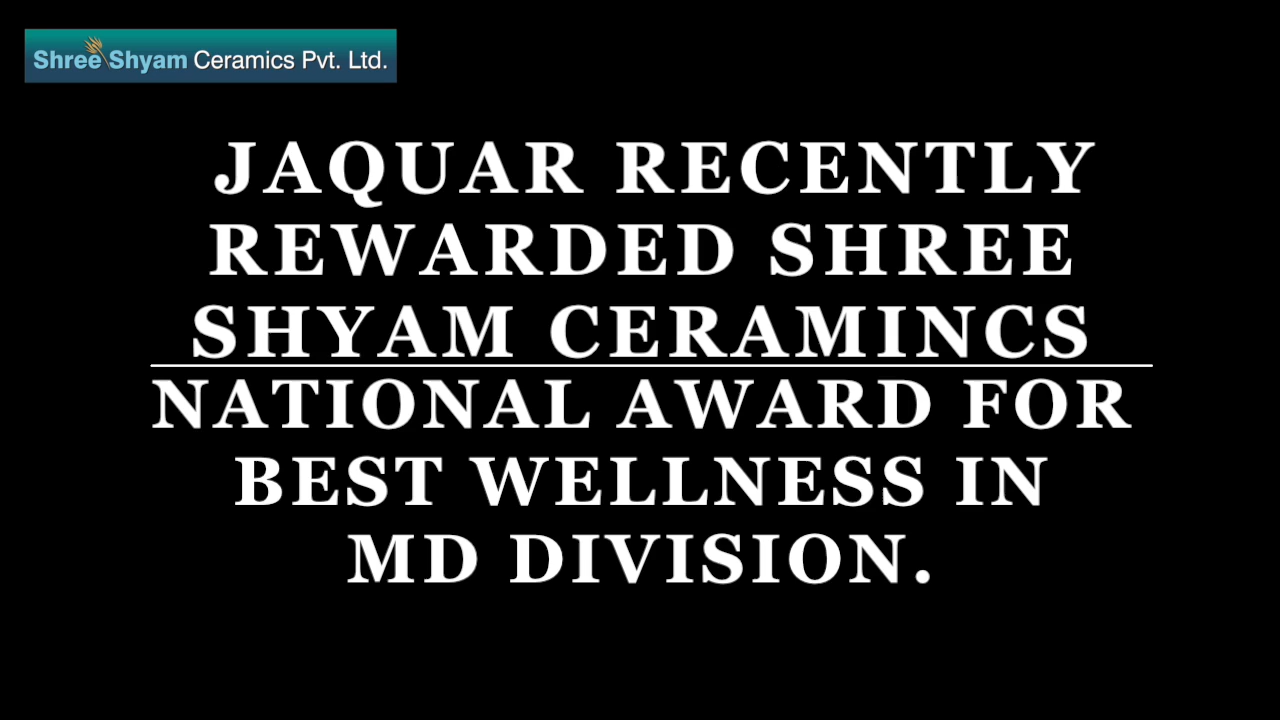 Shree Shyam Ceramics Pvt. Ltd.
JAQUAR RECENTLY
REWARDED SHREE
SHYAM CERAMINCS
NATIONAL AWARD FOR
BEST WELLNESS IN
MD DIVISION.